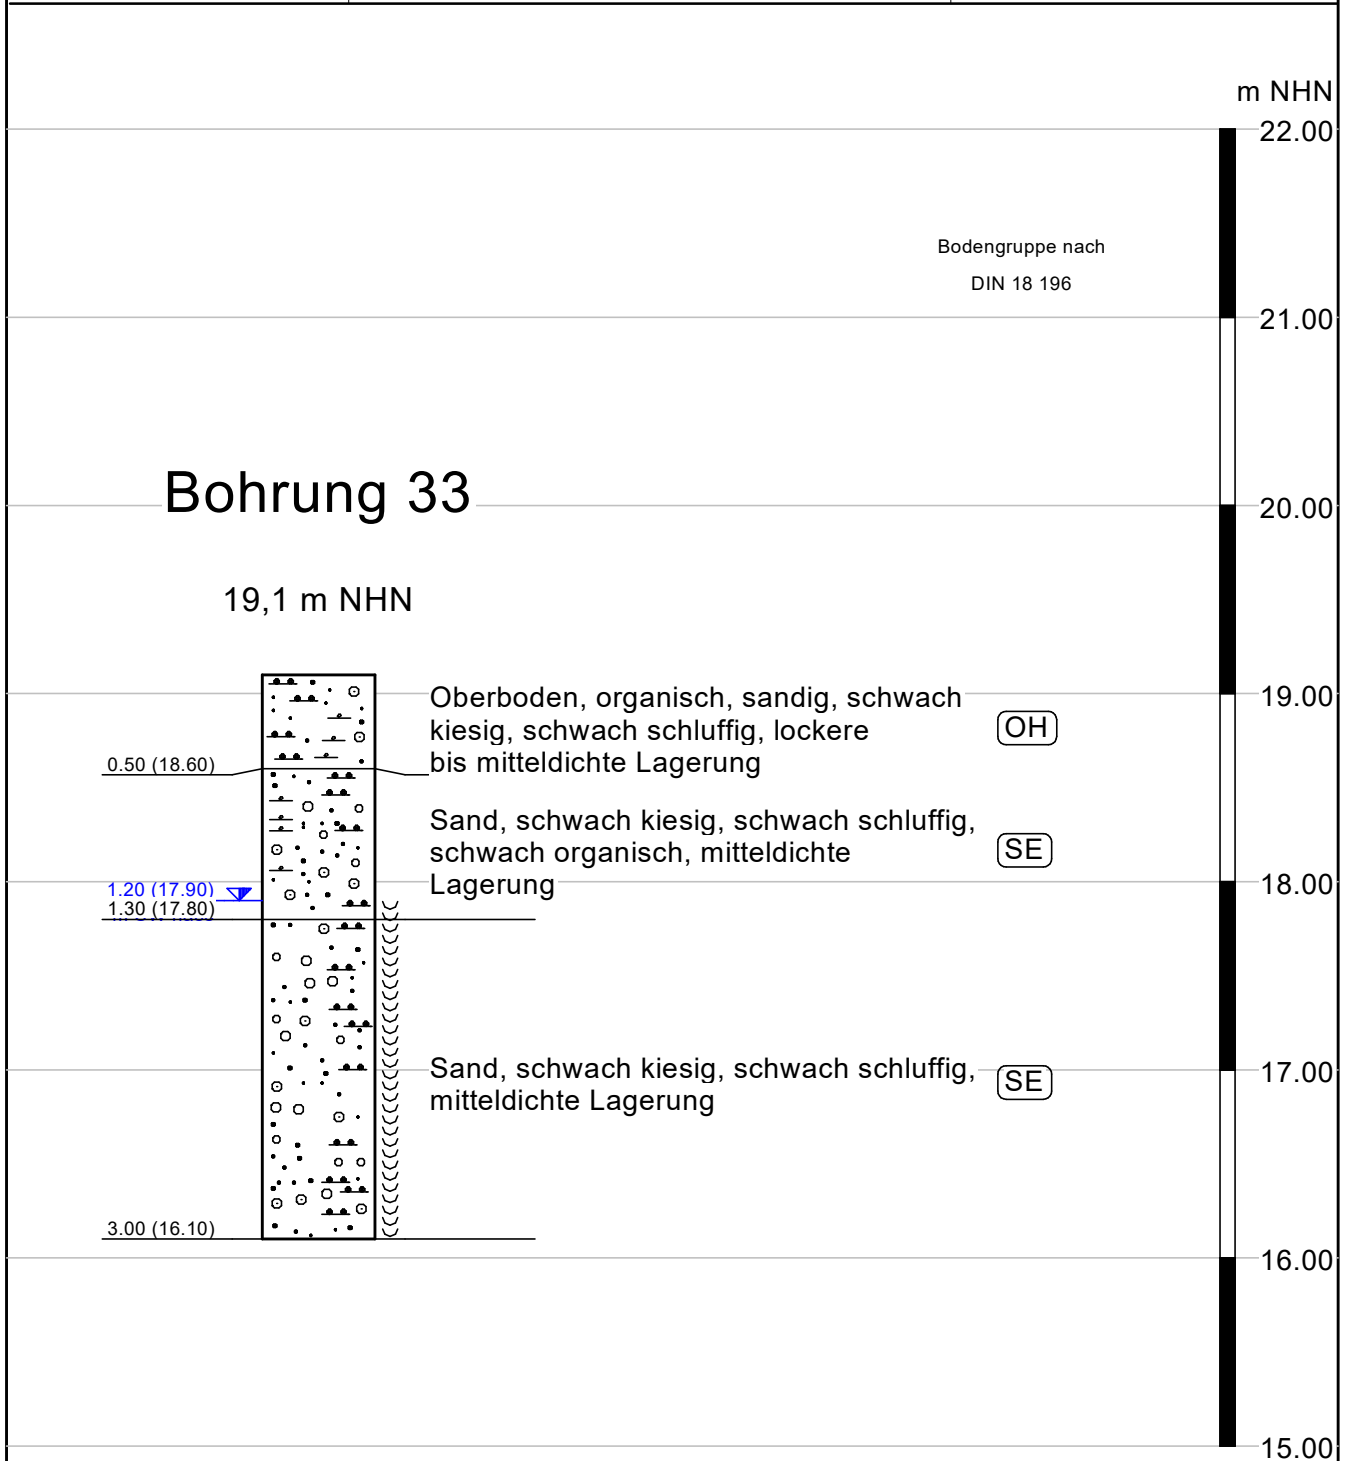 m NHN
22.00
Bodengruppe nach
DIN 18 196
21.00
Bohrung 33
20.00
19,1 m NHN
19.00
Oberboden, organisch, sandig, schwach
kiesig, schwach schluffig, lockere
bis mitteldichte Lagerung
OH
0.50 (18.60)
Sand, schwach kiesig, schwach schluffig,
schwach organisch, mitteldichte
Lagerung
SE
18.00
1.20 (17.90)
1.30 (17.80)
Sand, schwach kiesig, schwach schluffig,
mitteldichte Lagerung
SE
17.00
3.00 (16.10)
16.00
15.00